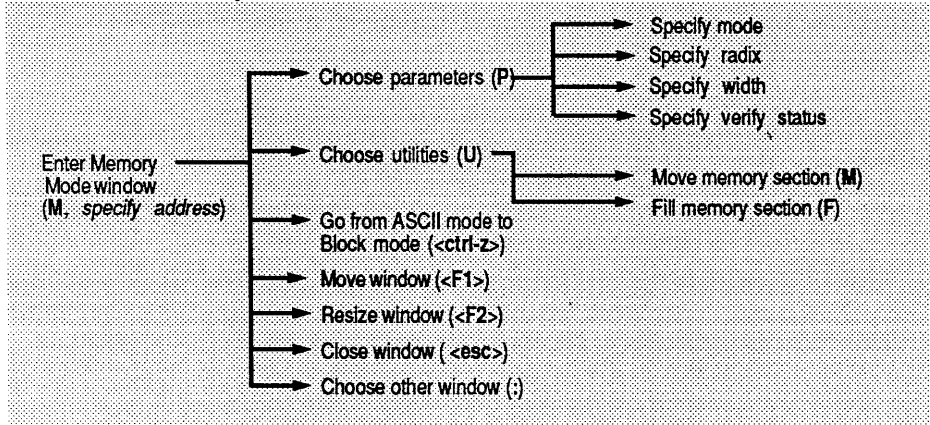 Specify mode
Choose parameters (P)
Specify radix
Specify width
Specify verify status
Choose utilities (U)
Enter Memory
Mode window
(M, specify address)
Move memory section (M)
Fill memory section (F)
Go from ASCII mode to
Block mode (<ctrl-z>)
Move window (<F1>)
Resize window (<F2>)
Close window ( <esc>)
Choose other window (:)